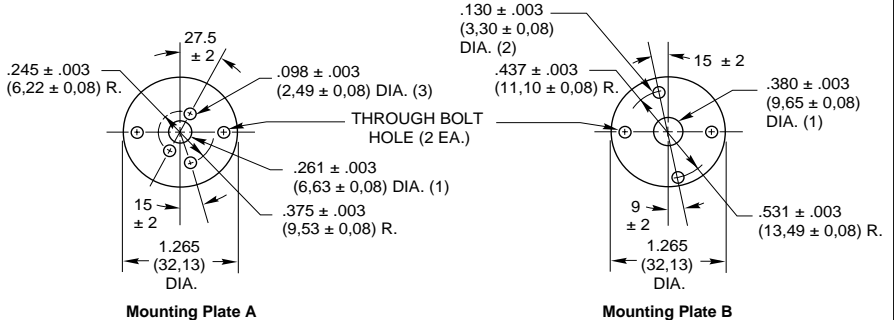 27.5
± 2
.245 ± .003
(6,22 ± 0,08) R.
.098 ± .003
(2,49 ± 0,08) DIA. (3)
THROUGH BOLT
HOLE (2 EA.)
.261 ± .003
(6,63 ± 0,08) DIA. (1)
.375 ± .003
(9,53 ± 0,08) R.
15
± 2
1.265
(32,13)
DIA.
Mounting Plate A
.130 ± .003
(3,30 ± 0,08)
DIA. (2)
15 ± 2
.437 ± .003
(11,10 ± 0,08) R.
.380 ± .003
(9,65 ± 0,08)
DIA. (1)
.531 ± .003
(13,49 ± 0,08) R.
9
± 2
1.265
(32,13)
DIA.
Mounting Plate B